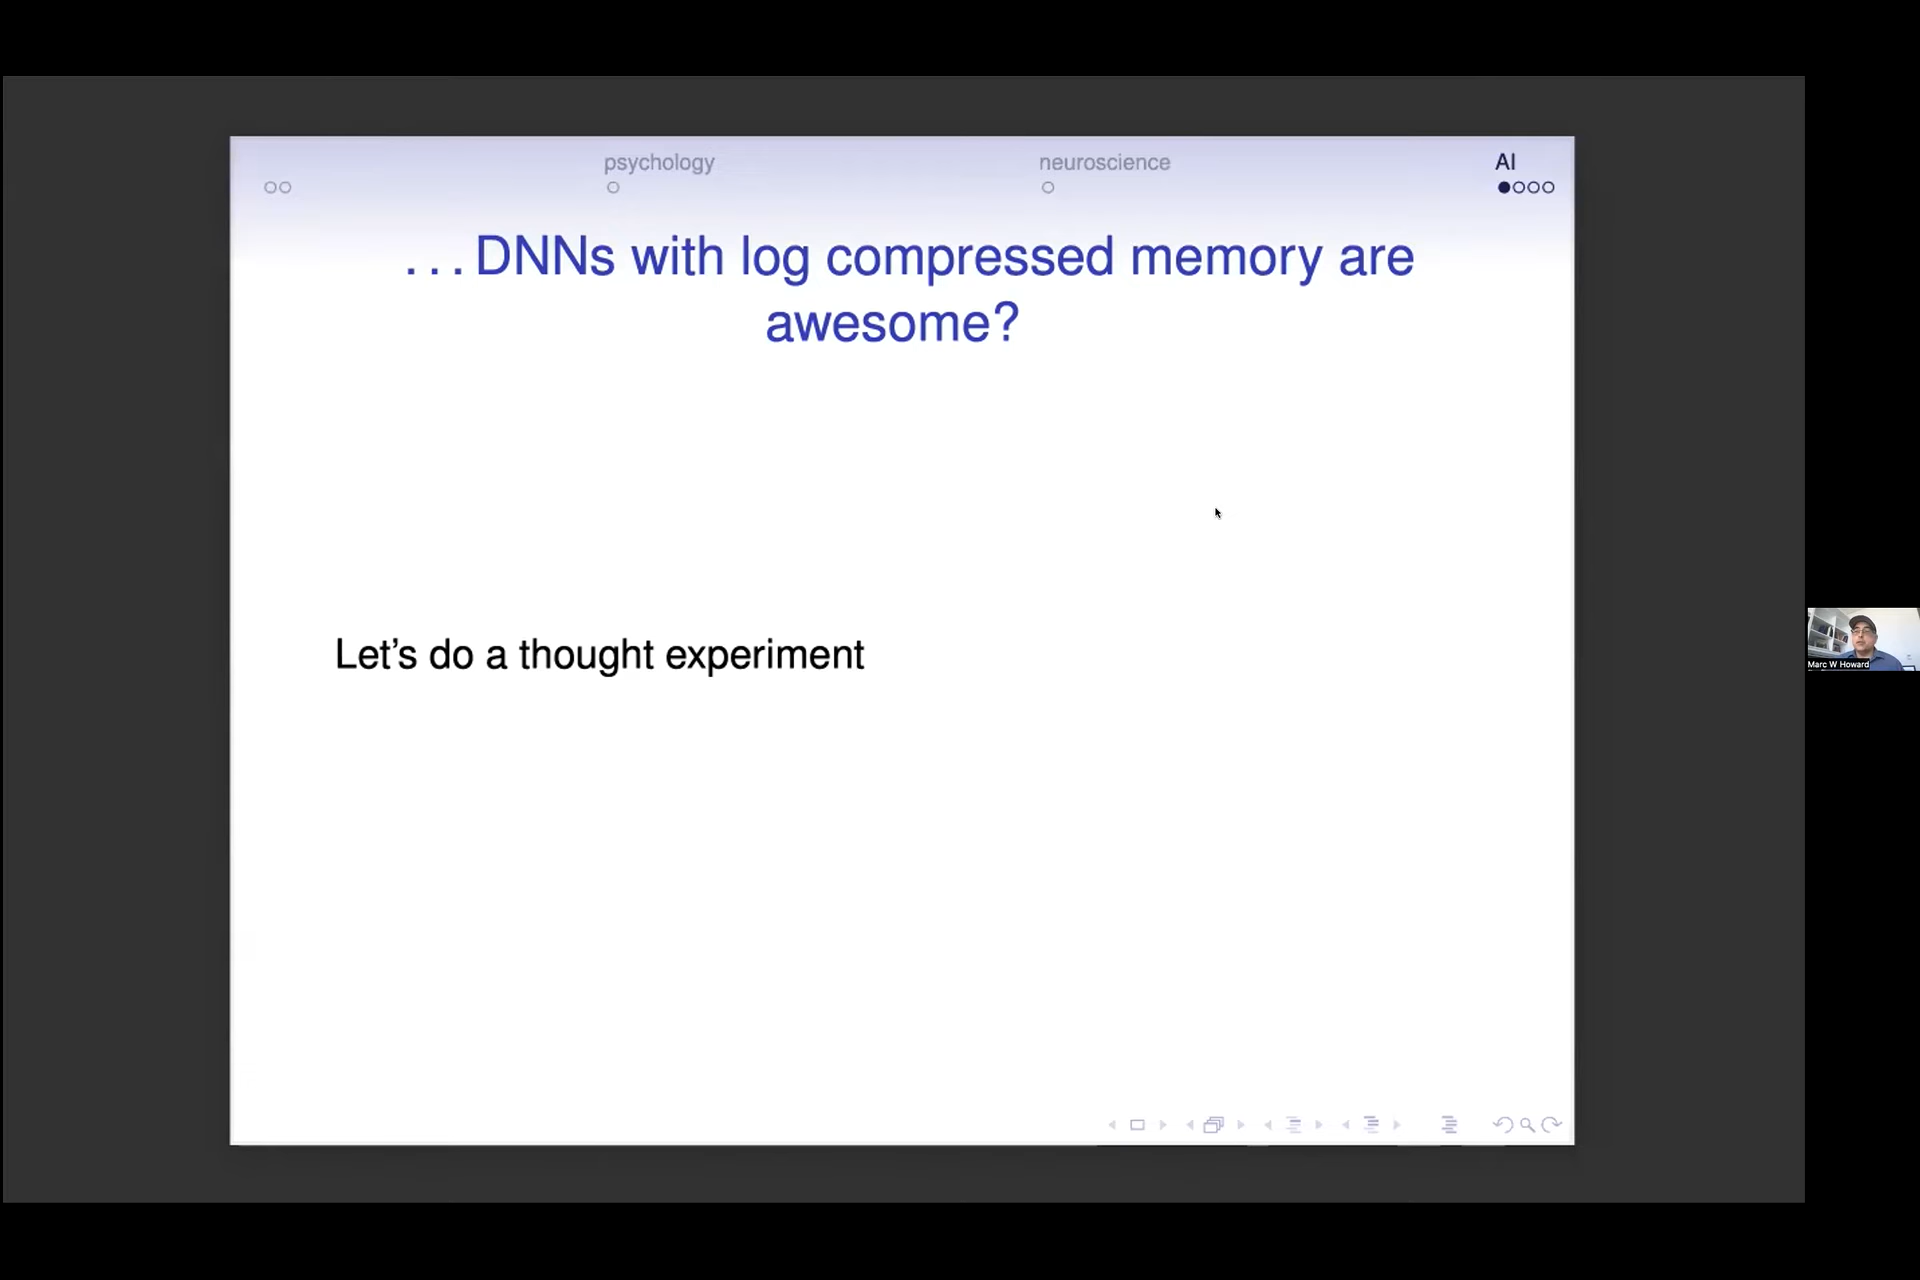 psychology
neuroscience
AI
...DNNs with log compressed memory are
awesome?
Let's do a thought experiment
Marc W Howard